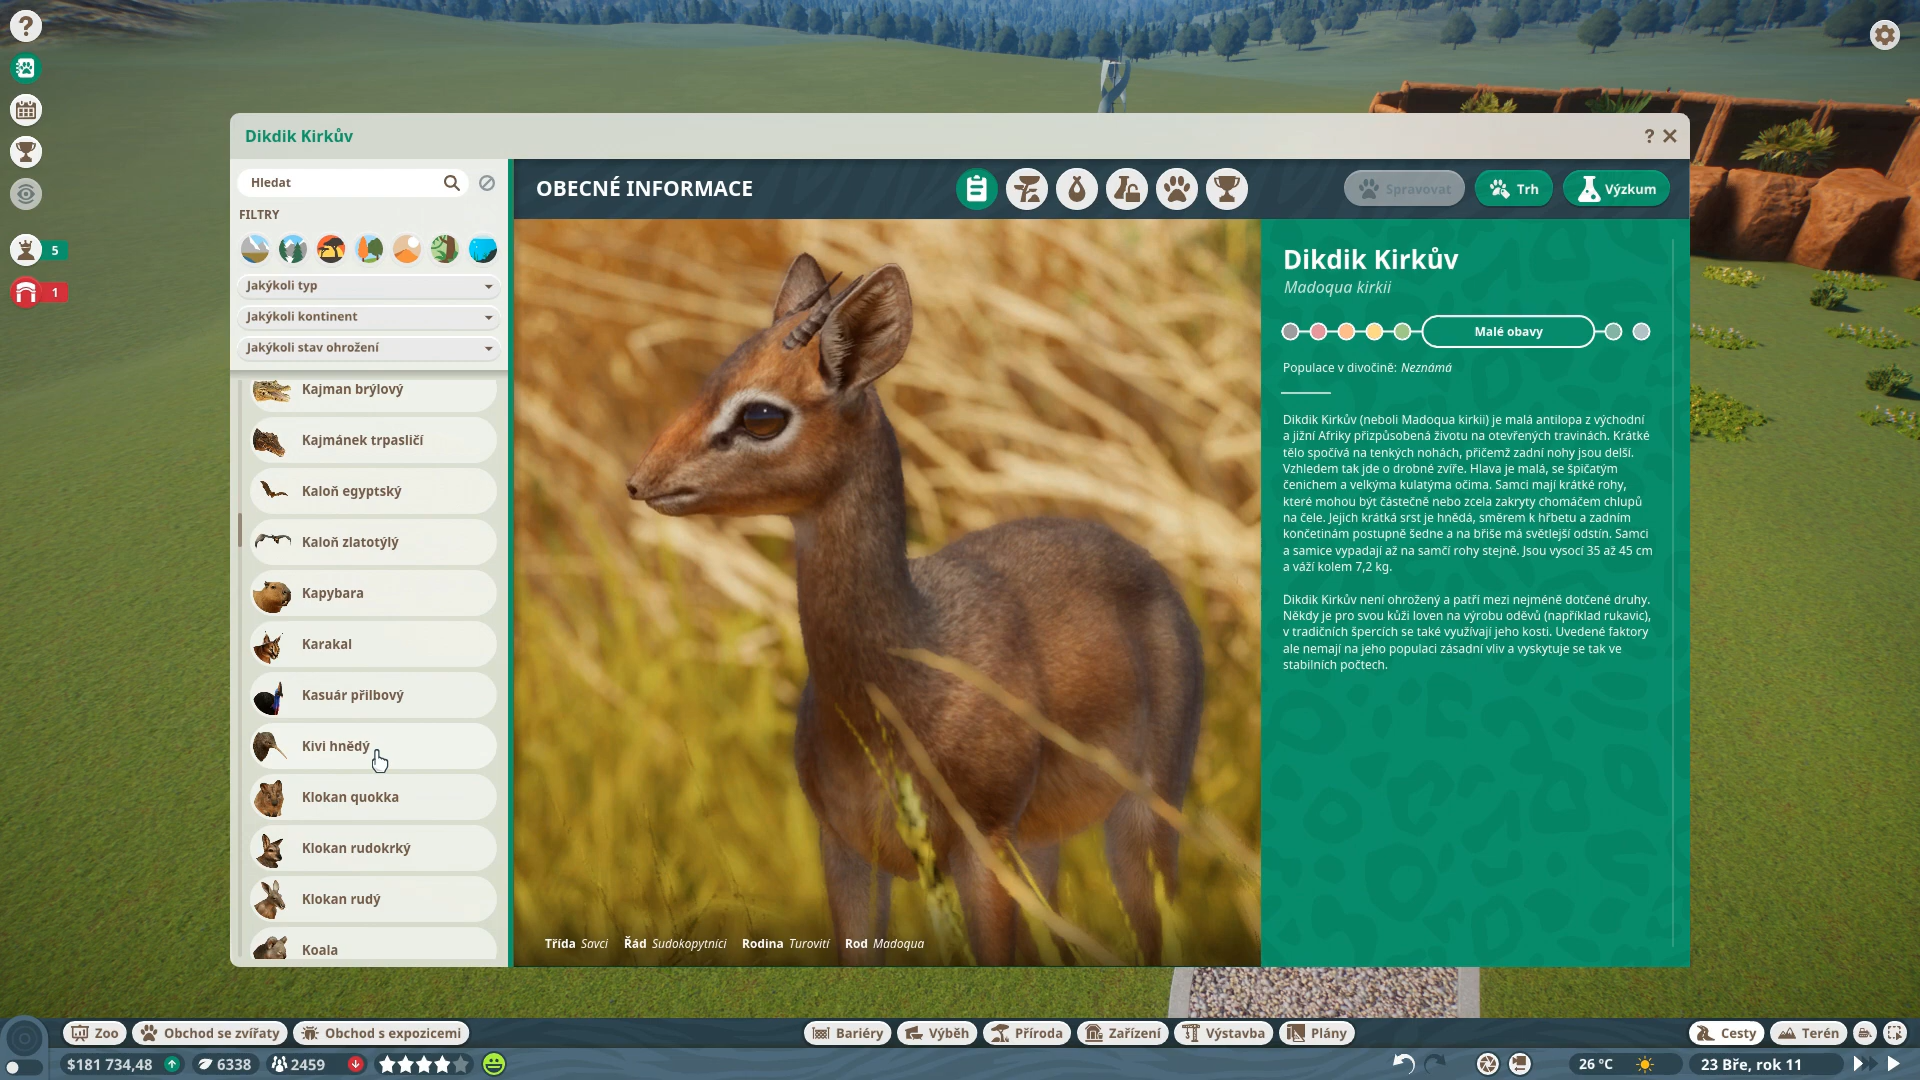 Dikdik Kirkův
?
5
1
Hledat
FILTRY
Jakýkoli typ
Jakýkoli kontinent
Jakýkoli stav ohrožení
Kajman brýlový
Kajmánek trpasličí
Kaloň egyptský
Kaloň zlatotýlý
Kapybara
Karakal
Kasuár přilbový
Kivi hnědý
Klokan quokka
Klokan rudokrký
Klokan rudý
Koala
OBECNÉ INFORMACE
Spravovat
Trh
Výzkum
Třída Savci Řád Sudokopytníci Rodina Turovití Rod Madoqua
Dikdik Kirkův
Madoqua kirkii
Malé obavy
Populace v divočině: Neznámá
Dikdik Kirkův (neboli Madoqua kirkii) je malá antilopa z východní
a jižní Afriky přizpůsobená životu na otevřených travinách. Krátké
tělo spočívá na tenkých nohách, přičemž zadní nohy jsou delší.
Vzhledem tak jde o drobné zvíře. Hlava je malá, se špičatým
čenichem a velkýma kulatýma očima. Samci mají krátké rohy,
které mohou být částečně nebo zcela zakryty chomáčem chlupů
na čele. Jejich krátká srst je hnědá, směrem k hřbetu a zadním
končetinám postupně šedne a na břiše má světlejší odstín. Samci
a samice vypadají až na samčí rohy stejně. Jsou vysocí 35 až 45 cm
a váží kolem 7,2 kg.
Dikdik Kirkův není ohrožený a patří mezi nejméně dotčené druhy.
Někdy je pro svou kůži loven na výrobu oděvů (například rukavic),
v tradičních špercích se také využívají jeho kosti. Uvedené faktory
ale nemají na jeho populaci zásadní vliv a vyskytuje se tak ve
stabilních počtech.
Zoo
Obchod se zvířaty
Obchod s expozicemi
Bariéry
Výběh
Příroda
Zařízení
Výstavba
Plány
Cesty
Terén
$181 734,48
6338
2459
26 °C
23 Bře, rok 11